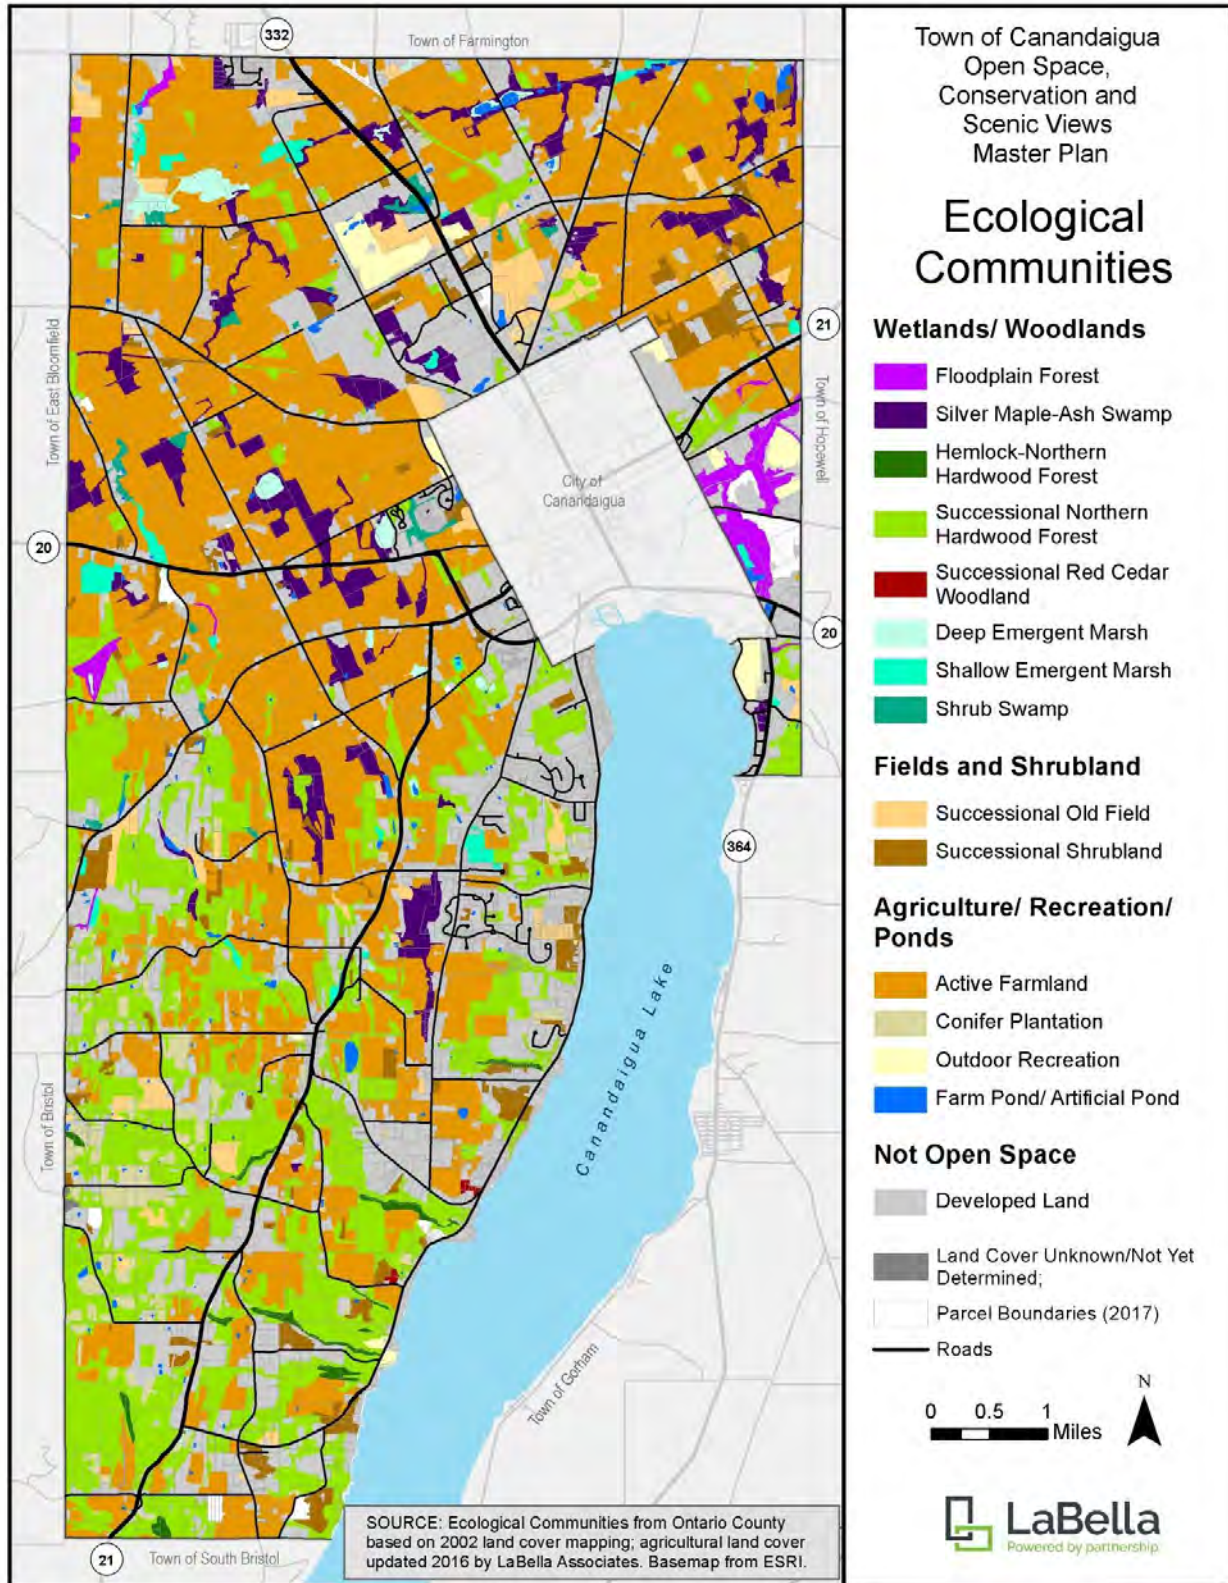 332
Town of Farmington
21
Town of East Bloomfield
Town of Hopewell
City of
Canandaigua
20
20
364
Canandaigua Lake
Town of Bristol
Town of Gorham
21
Town of South Bristol
SOURCE: Ecological Communities from Ontario County
based on 2002 land cover mapping; agricultural land cover
updated 2016 by LaBella Associates. Basemap from ESRI.
Town of Canandaigua
Open Space,
Conservation and
Scenic Views
Master Plan
Ecological
Communities
Wetlands/ Woodlands
Floodplain Forest
Silver Maple-Ash Swamp
Hemlock-Northern
Hardwood Forest
Successional Northern
Hardwood Forest
Successional Red Cedar
Woodland
Deep Emergent Marsh
Shallow Emergent Marsh
Shrub Swamp
Fields and Shrubland
Successional Old Field
Successional Shrubland
Agriculture/ Recreation/
Ponds
Active Farmland
Conifer Plantation
Outdoor Recreation
Farm Pond/ Artificial Pond
Not Open Space
Developed Land
Land Cover Unknown/Not Yet
Determined;
Parcel Boundaries (2017)
Roads
N
0 0.5 1
Miles
LaBella
Powered by partnership.